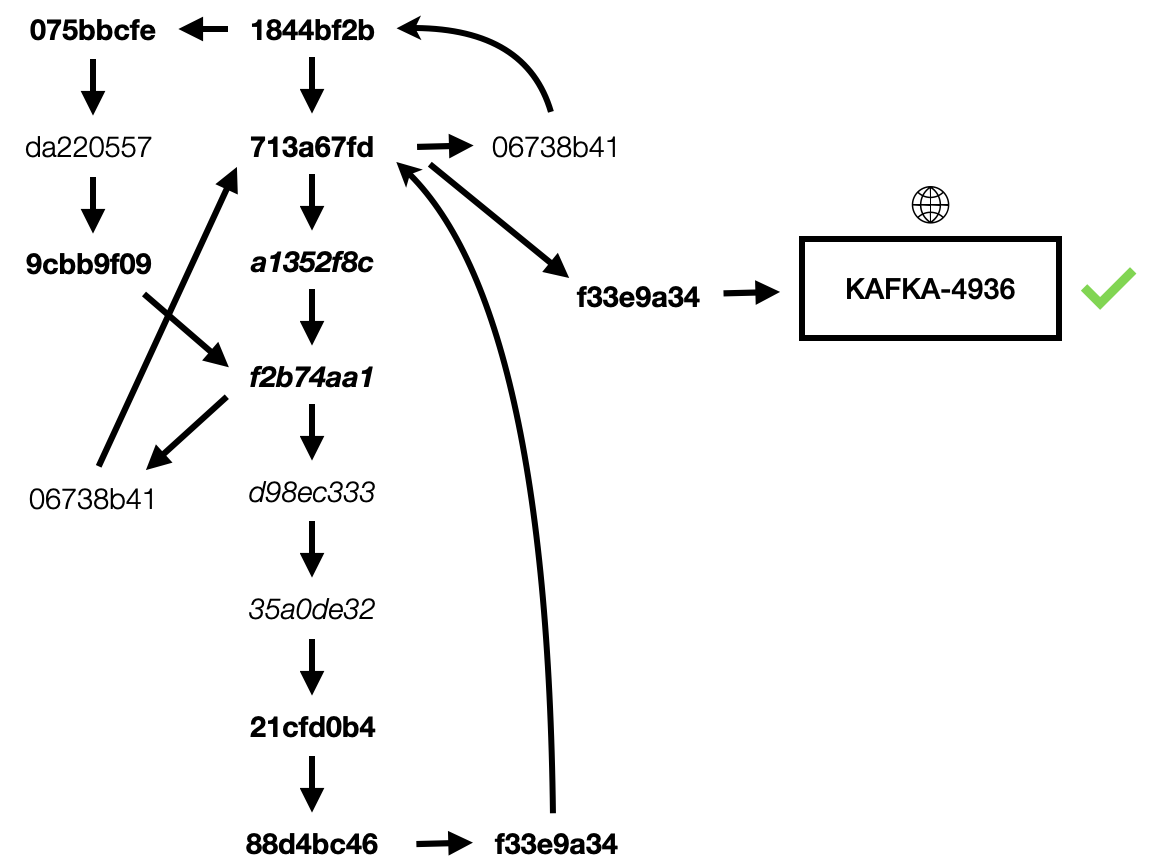 075bbcfe
1844bf2b
da220557
713a67fd
06738b41
9cbb9f09
a1352f8c
f33e9a34
KAFKA-4936
f2b74aa1
06738b41
d98ec333
35a0de32
21cfd0b4
88d4bc46
f33e9a34